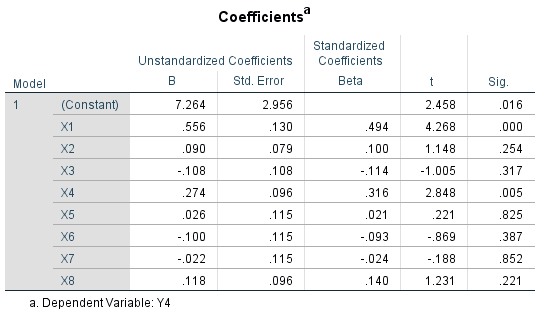 Coefficientsa
Model Unstandardized Coefficients Standardized Coefficients t Sig.
B Std. Error Beta
1 (Constant) 7.264 2.956 2.458 .016
X1 .556 .130 .494 4.268 .000
X2 .090 .079 .100 1.148 .254
X3 -.108 .108 -.114 -1.005 .317
X4 .274 .096 .316 2.848 .005
X5 .026 .115 .021 .221 .825
X6 -.100 .115 -.093 -.869 .387
X7 -.022 .115 -.024 -.188 .852
X8 .118 .096 .140 1.231 .221
a. Dependent Variable: Y4